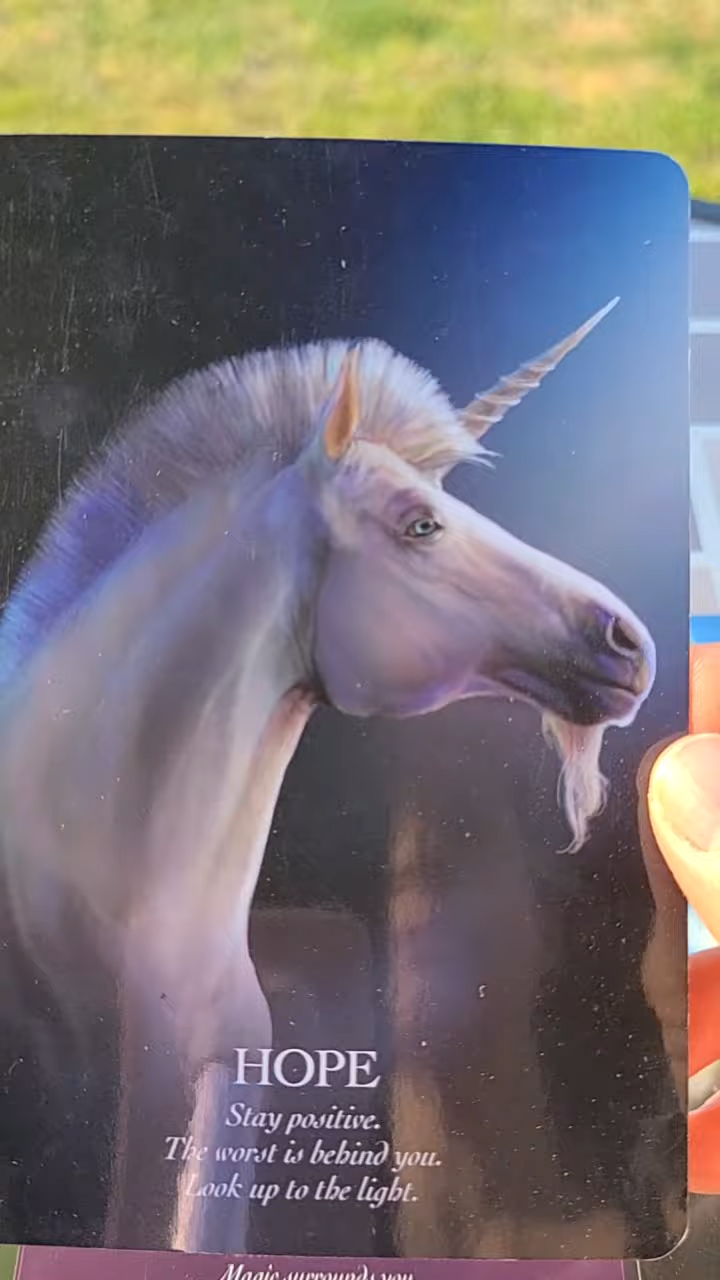 HOPE
Stay positive.
The worst is behind you.
Look up to the light.
Magic surrounds you